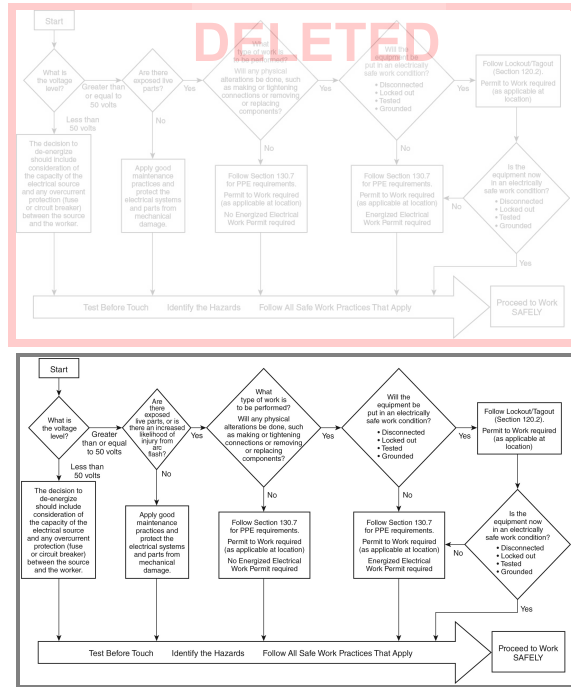 DELETED
Start
What is
the voltage
level?
Greater than
or equal to
50 volts
Less than
50 volts
Are there
exposed live
parts?
Yes
No
What
type of work is
to be performed?
Will any physical
alterations be done, such
as making or tightening
connections or removing
or replacing
components?
Yes
No
Will the
equipment be
put in an electrically
safe work condition?
• Disconnected
• Locked out
• Tested
• Grounded
Yes
No
Follow Lockout/Tagout
(Section 120.2).
Permit to Work required
(as applicable at
location)
The decision to
de-energize
should include
consideration
of the capacity of the
electrical source
and any overcurrent
protection (fuse
or circuit breaker)
between the source
and the worker.
Apply good
maintenance
practices and
protect the
electrical systems
and parts from
mechanical
damage.
Follow Section 130.7
for PPE requirements.
Permit to Work required
(as applicable at location)
No Energized Electrical
Work Permit required
Follow Section 130.7
for PPE requirements.
Permit to Work required
(as applicable at location)
Energized Electrical
Work Permit required
Is the
equipment now
in an electrically
safe work condition?
• Disconnected
• Locked out
• Tested
• Grounded
No
Yes
Test Before Touch Identify the Hazards Follow All Safe Work Practices That Apply
Proceed to Work
SAFELY
Start
What is
the voltage
level?
Greater
than or equal
to 50 volts
Less than
50 volts
Are
there
exposed
live parts, or is
there an increased
likelihood of
injury from
arc
flash?
Yes
No
What
type of work is
to be performed?
Will any physical
alterations be done, such
as making or tightening
connections or removing
or replacing
components?
Yes
No
Will the
equipment be
put in an electrically
safe work condition?
• Disconnected
• Locked out
• Tested
• Grounded
Yes
No
Follow Lockout/Tagout
(Section 120.2).
Permit to Work required
(as applicable at
location)
The decision to
de-energize
should include
consideration
of the capacity of the
electrical source
and any overcurrent
protection (fuse
or circuit breaker)
between the source
and the worker.
Apply good
maintenance
practices and
protect the
electrical systems
and parts from
mechanical
damage.
Follow Section 130.7
for PPE requirements.
Permit to Work required
(as applicable at location)
No Energized Electrical
Work Permit required
Follow Section 130.7
for PPE requirements.
Permit to Work required
(as applicable at location)
Energized Electrical
Work Permit required
Is the
equipment now
in an electrically
safe work condition?
• Disconnected
• Locked out
• Tested
• Grounded
No
Yes
Test Before Touch Identify the Hazards Follow All Safe Work Practices That Apply
Proceed to Work
SAFELY